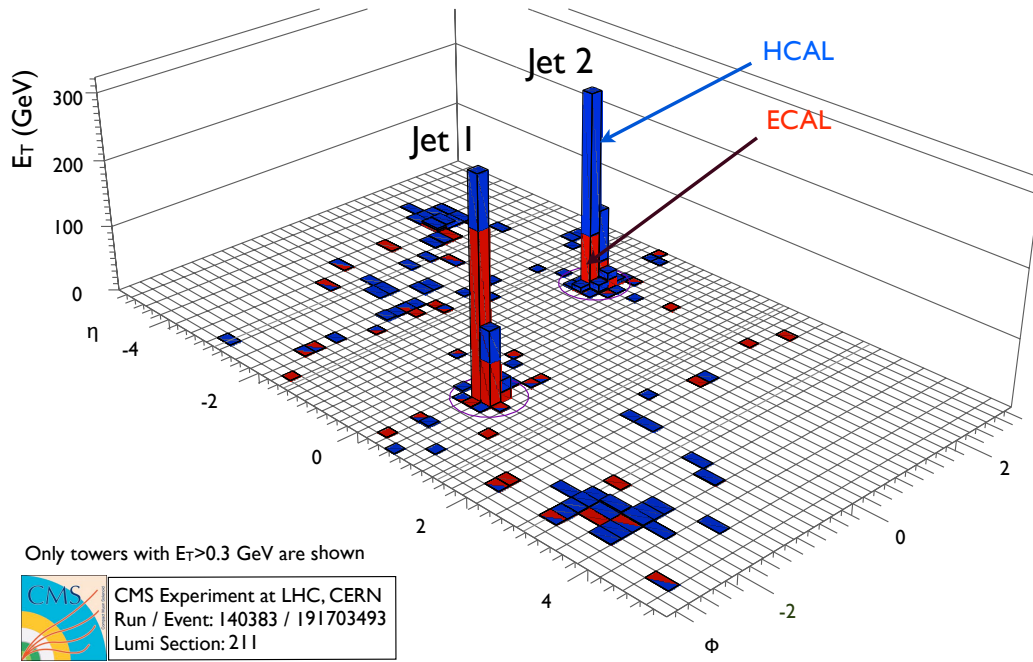 Jet 2
HCAL
ECAL
Jet 1
E_T (GeV)
300
200
100
0
η
-4
-2
0
2
4
Φ
-2
0
2
Only towers with E_T>0.3 GeV are shown
CMS
CMS Experiment at LHC, CERN
Run / Event: 140383 / 191703493
Lumi Section: 211